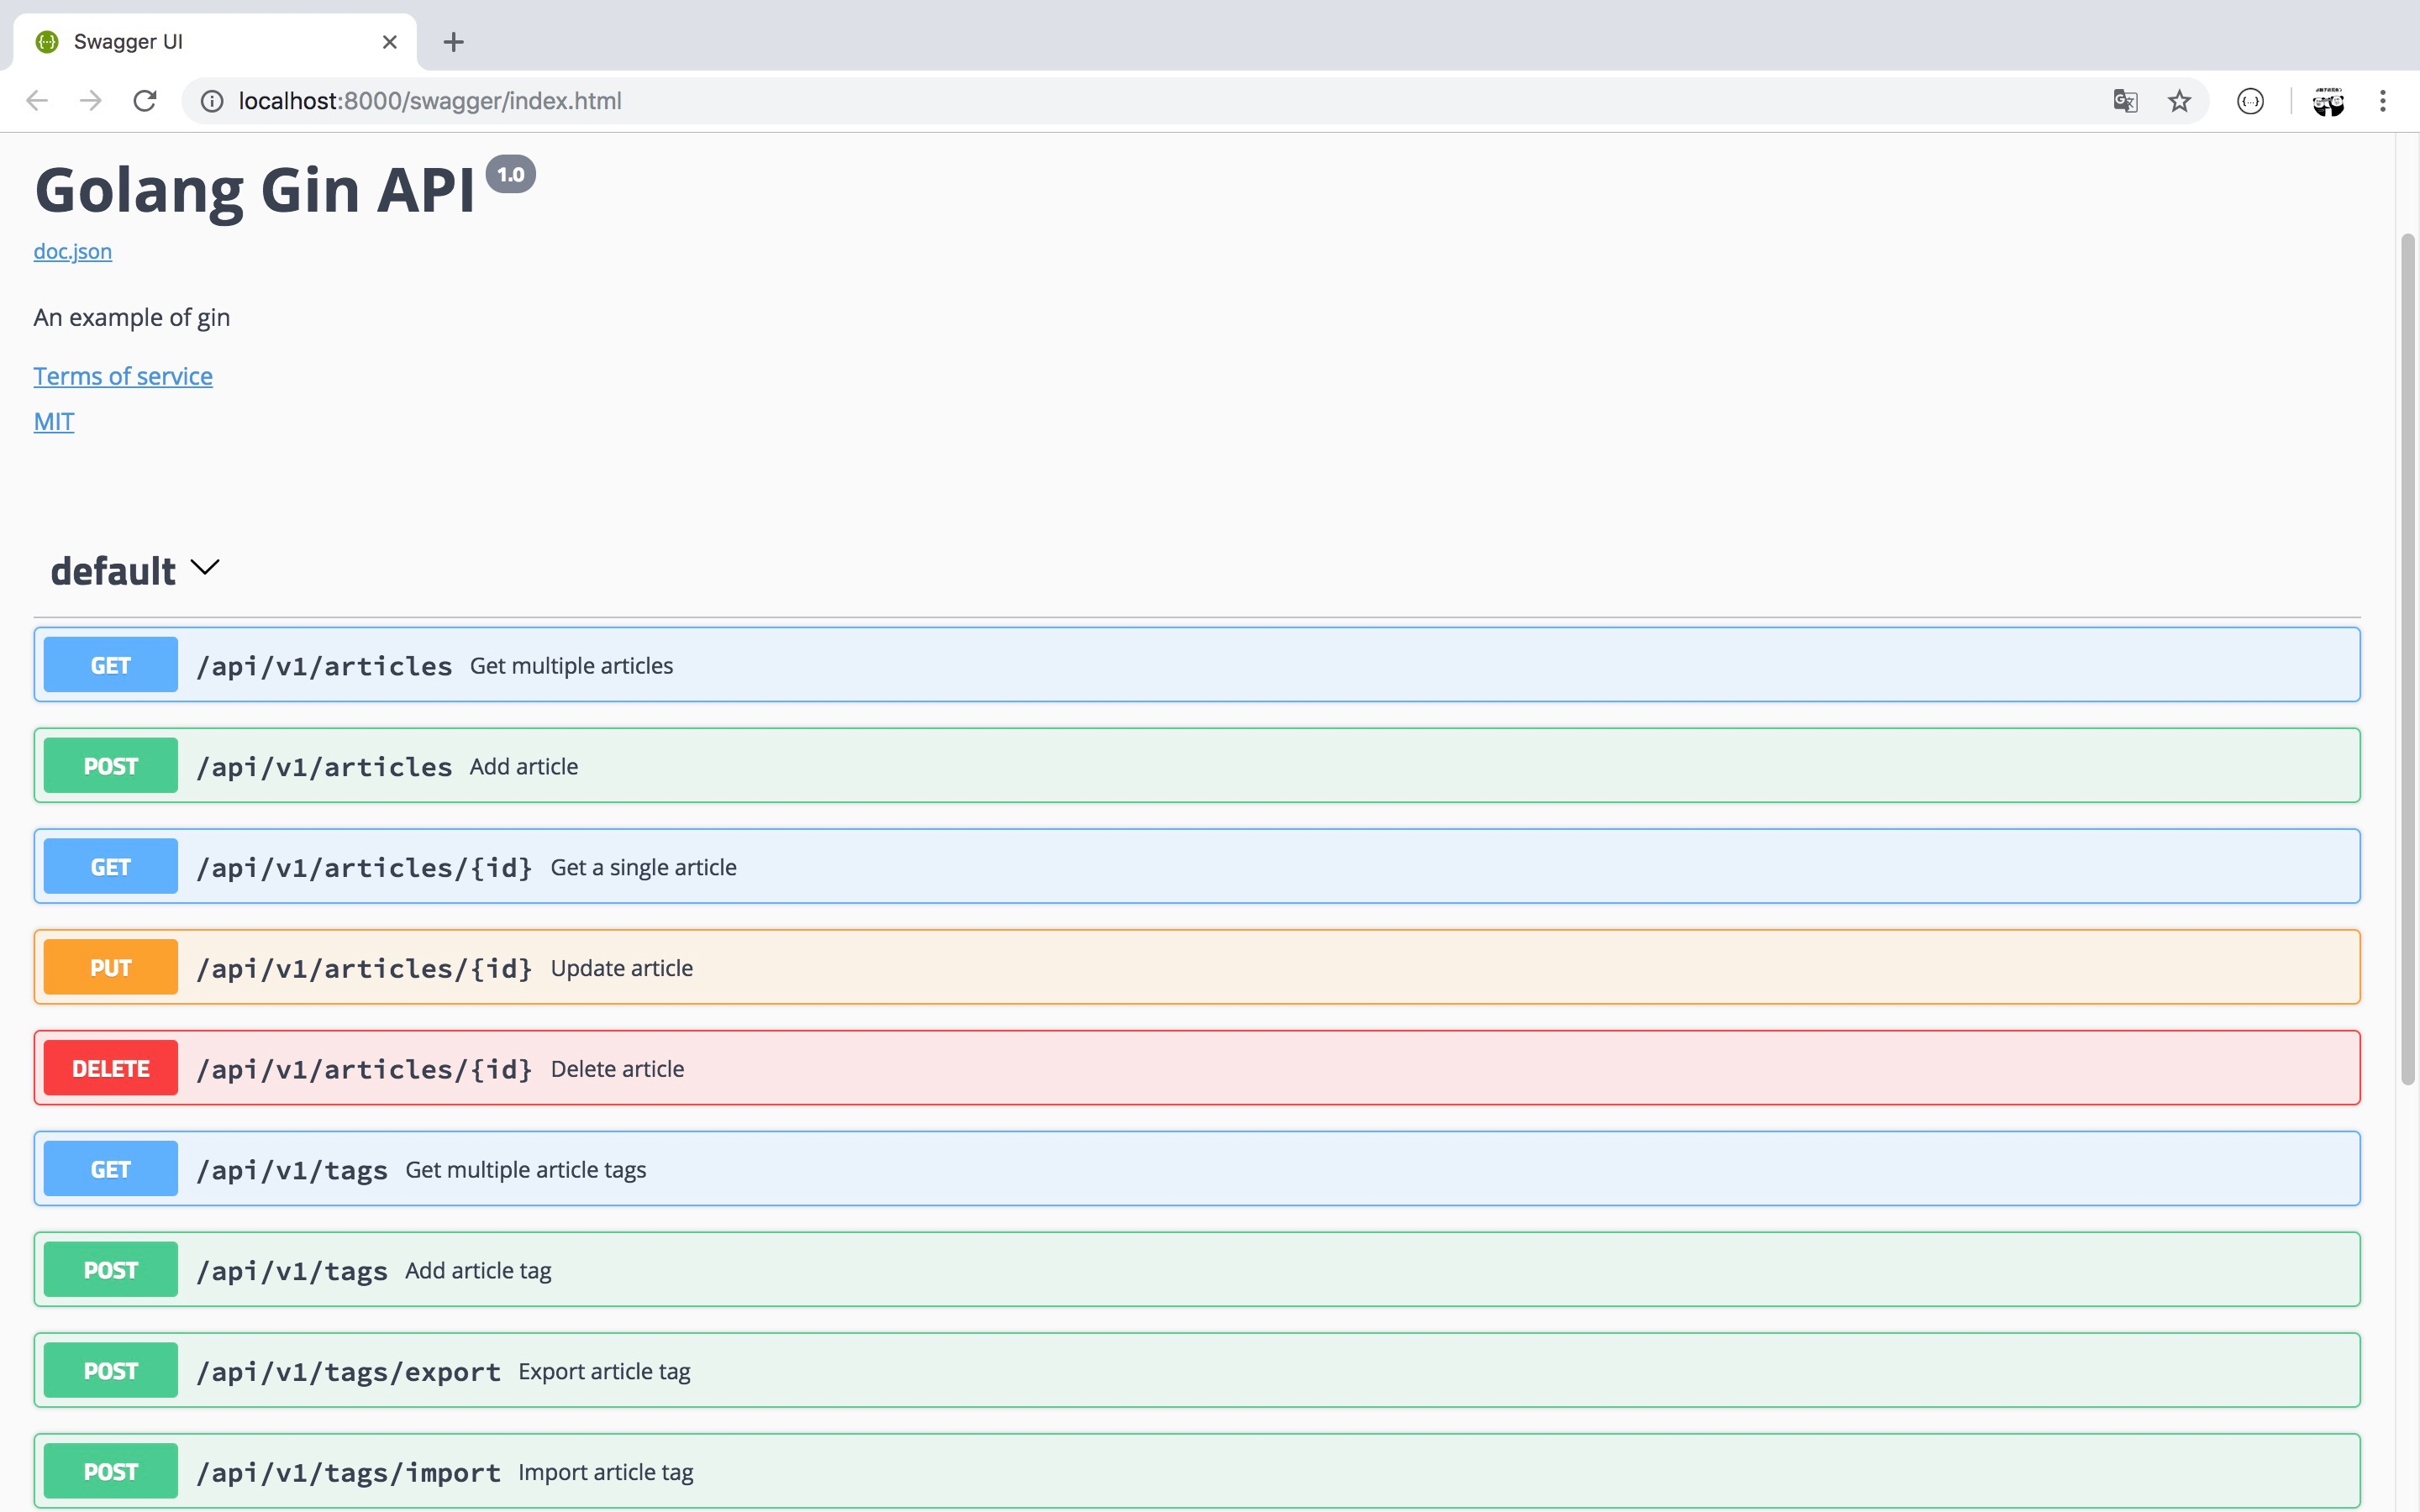 Swagger UI
localhost:8000/swagger/index.html
Golang Gin API 1.0
doc.json
An example of gin
Terms of service
MIT
default
GET /api/v1/articles Get multiple articles
POST /api/v1/articles Add article
GET /api/v1/articles/{id} Get a single article
PUT /api/v1/articles/{id} Update article
DELETE /api/v1/articles/{id} Delete article
GET /api/v1/tags Get multiple article tags
POST /api/v1/tags Add article tag
POST /api/v1/tags/export Export article tag
POST /api/v1/tags/import Import article tag